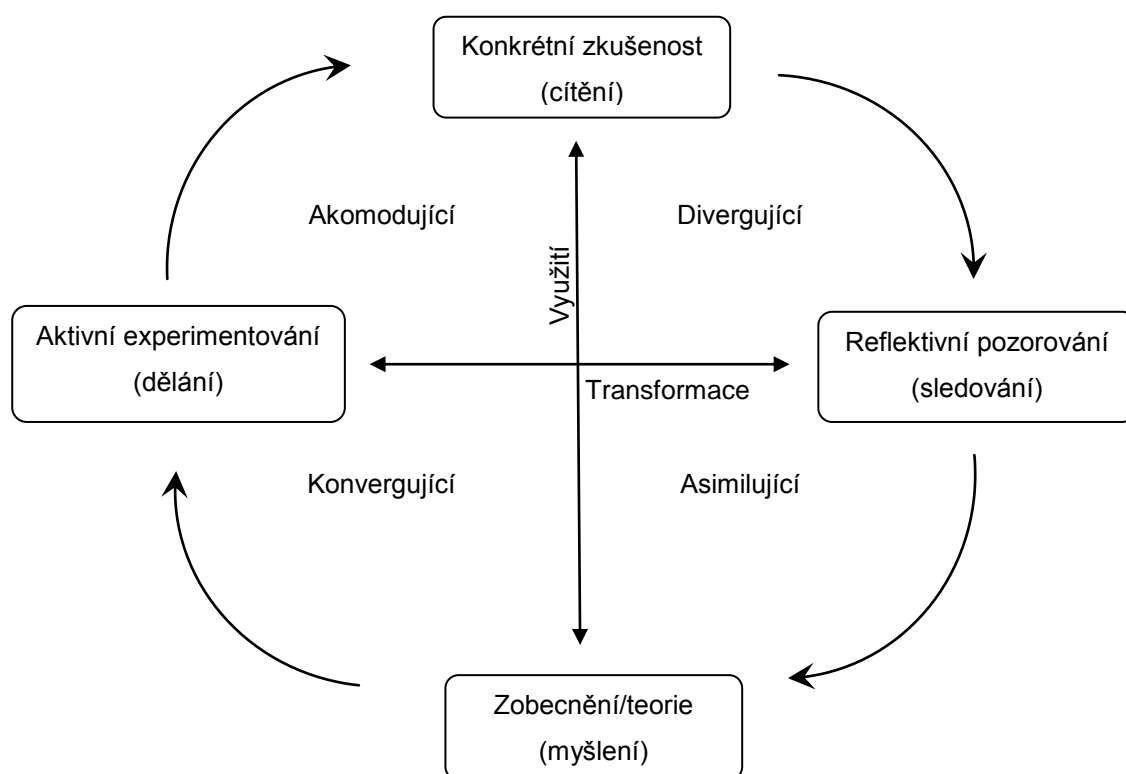 Konkrétní zkušenost
(cítění)
Akomodující
Divergující
Využití
Aktivní experimentování
(dělání)
Reflektivní pozorování
(sledování)
Transformace
Konvergující
Asimilující
Zobecnění/teorie
(myšlení)